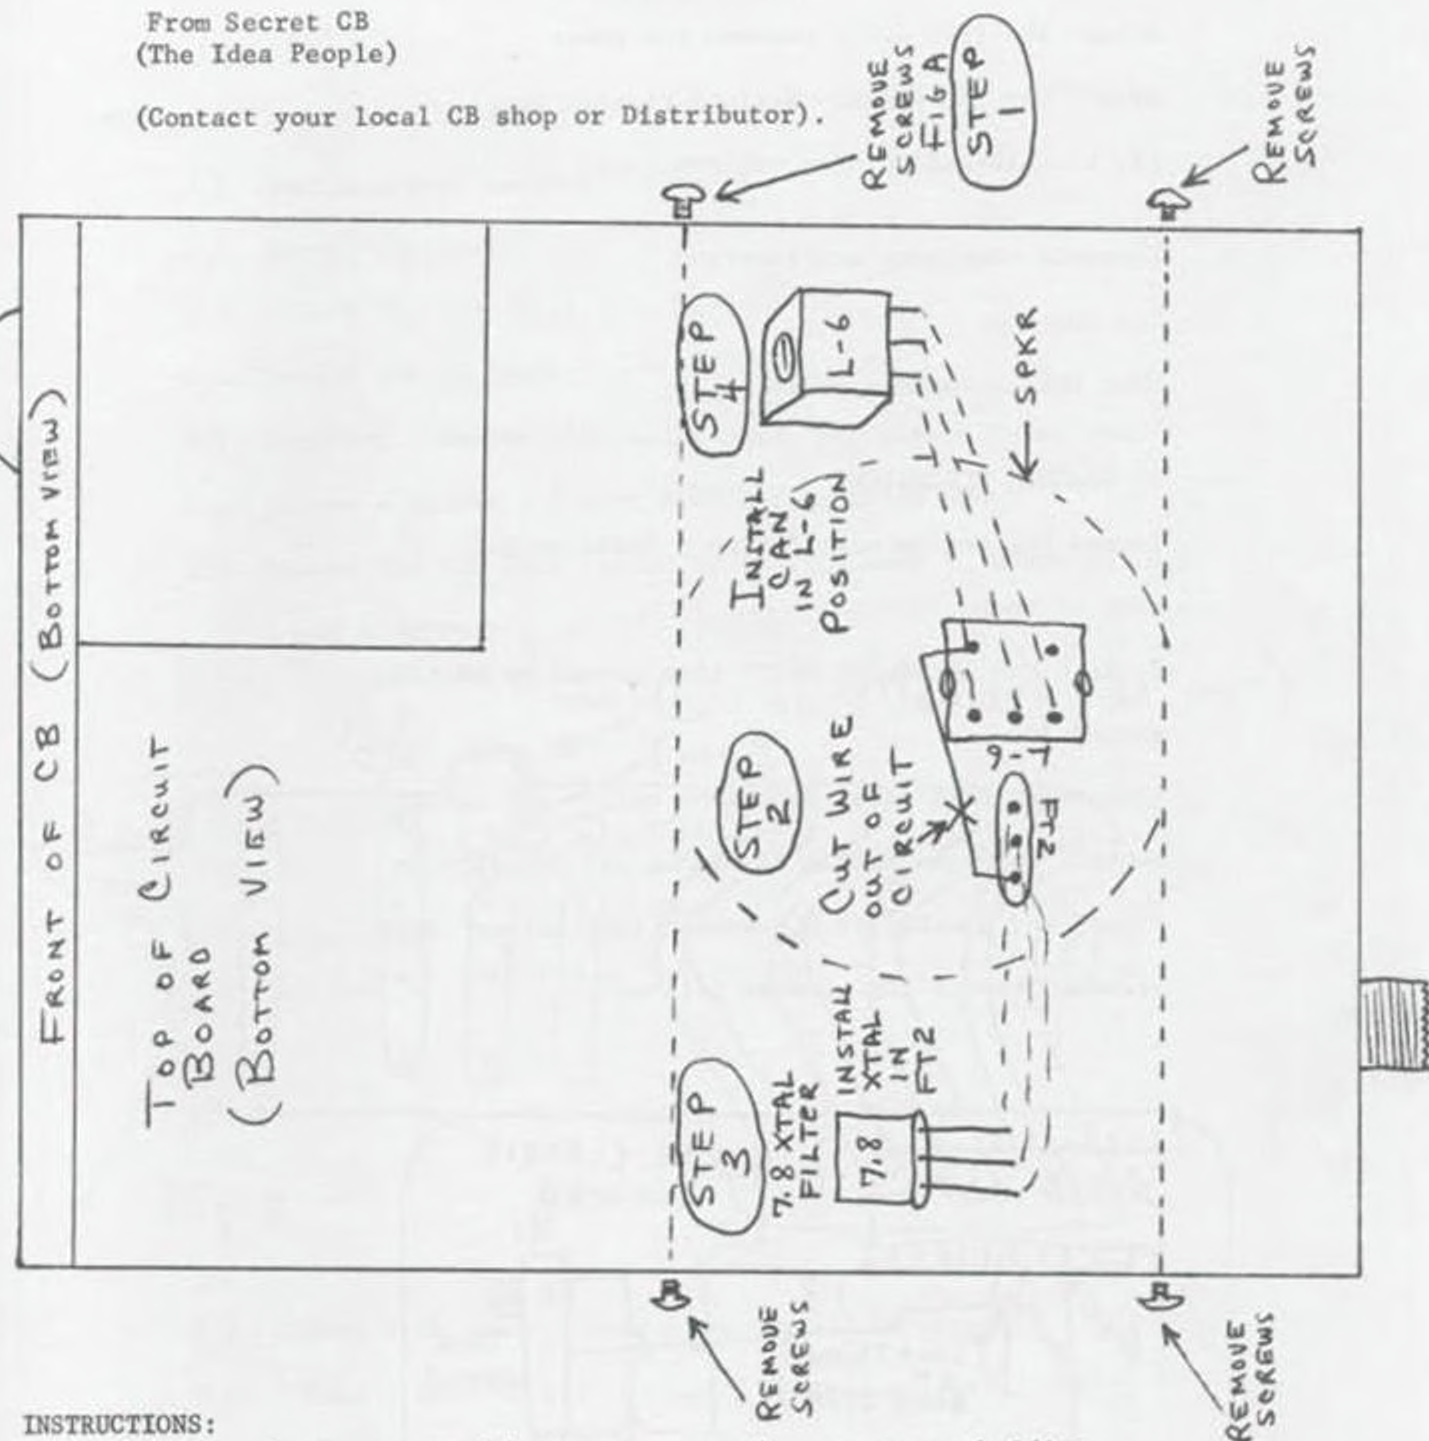 From Secret CB
(The Idea People)
(Contact your local CB shop or Distributor).
REMOVE
SCREWS
FIG A
STEP
1
REMOVE
SCREWS
FRONT OF CB (BOTTOM VIEW)
TOP OF CIRCUIT
BOARD
(BOTTOM VIEW)
STEP
4
L-6
INSTALL
CAN
IN L-6
POSITION
SPKR
STEP
2
CUT WIRE
OUT OF
CIRCUIT
L-6
FT2
STEP
3
7.8 XTAL
FILTER
INSTALL
XTAL
IN
FT2
7.8
REMOVE
SCREWS
REMOVE
SCREWS
INSTRUCTIONS: